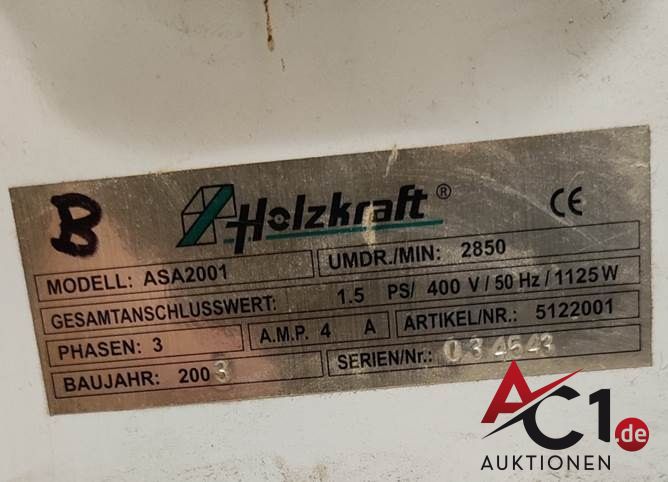 B
Holzkraft®
CE
MODELL: ASA2001
UMDR./MIN: 2850
GESAMTANSCHLUSSWERT: 1.5 PS/ 400 V / 50 Hz / 1125 W
PHASEN: 3
A.M.P. 4 A
ARTIKEL/NR.: 5122001
BAUJAHR: 2003
SERIEN/Nr.: 034543
AC1.de
AUKTIONEN